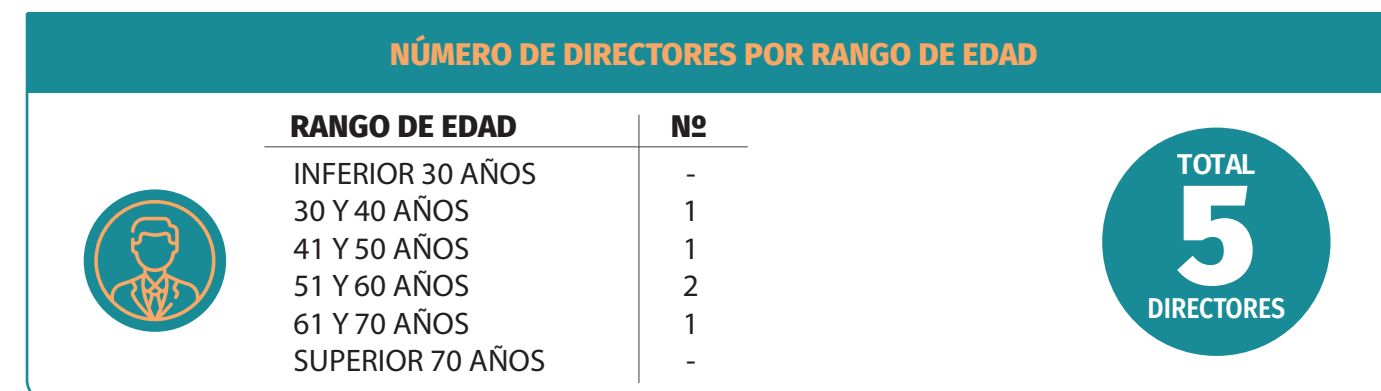 NÚMERO DE DIRECTORES POR RANGO DE EDAD
RANGO DE EDAD Nº
INFERIOR 30 AÑOS -
30 Y 40 AÑOS 1
41 Y 50 AÑOS 1
51 Y 60 AÑOS 2
61 Y 70 AÑOS 1
SUPERIOR 70 AÑOS -
TOTAL
5
DIRECTORES